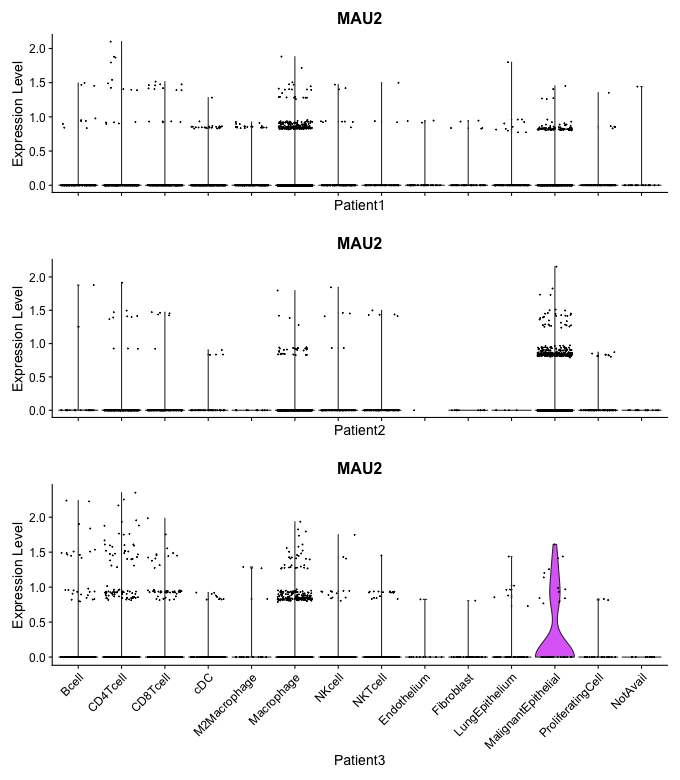 MAU2
Expression Level
2.0
1.5
1.0
0.5
0.0
Patient1
MAU2
Expression Level
2.0
1.5
1.0
0.5
0.0
Patient2
MAU2
Expression Level
2.0
1.5
1.0
0.5
0.0
Bcell
CD4Tcell
CD8Tcell
cDC
M2Macrophage
Macrophage
NKcell
NKTcell
Endothelium
Fibroblast
LungEpithelium
MalignantEpithelial
ProliferatingCell
NotAvail
Patient3